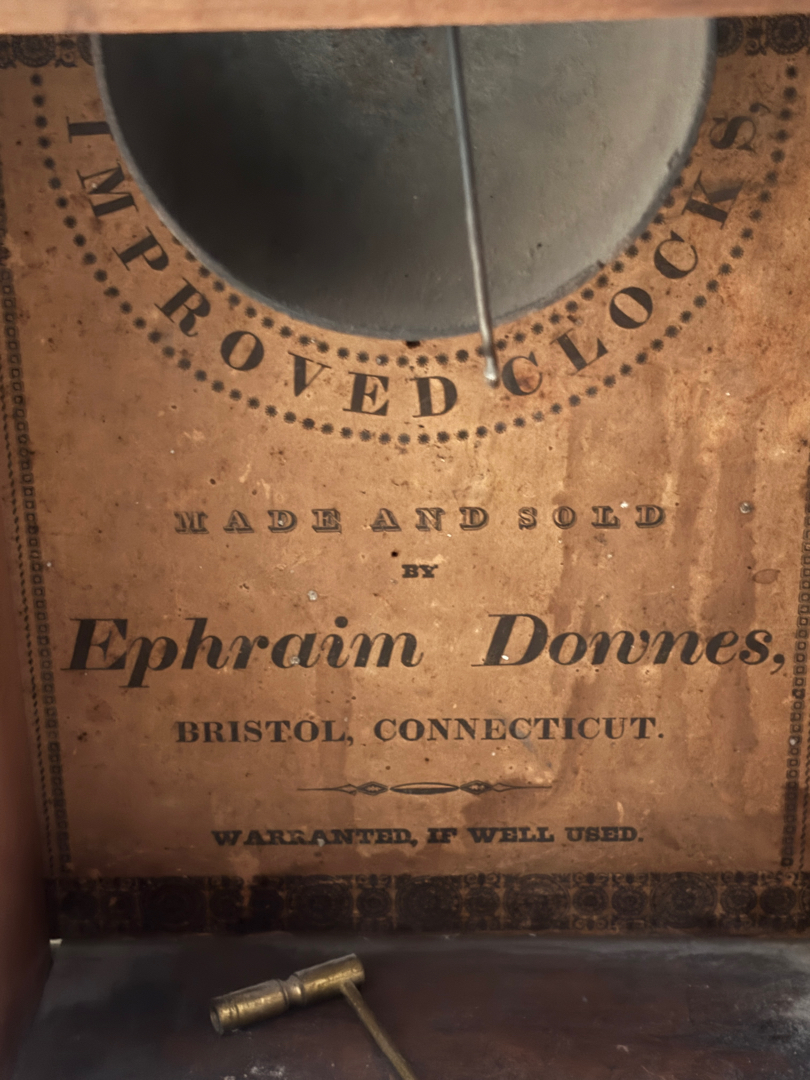 IMPROVED CLOCKS,
MADE AND SOLD
BY
Ephraim Downes,
BRISTOL, CONNECTICUT.
WARRANTED, IF WELL USED.